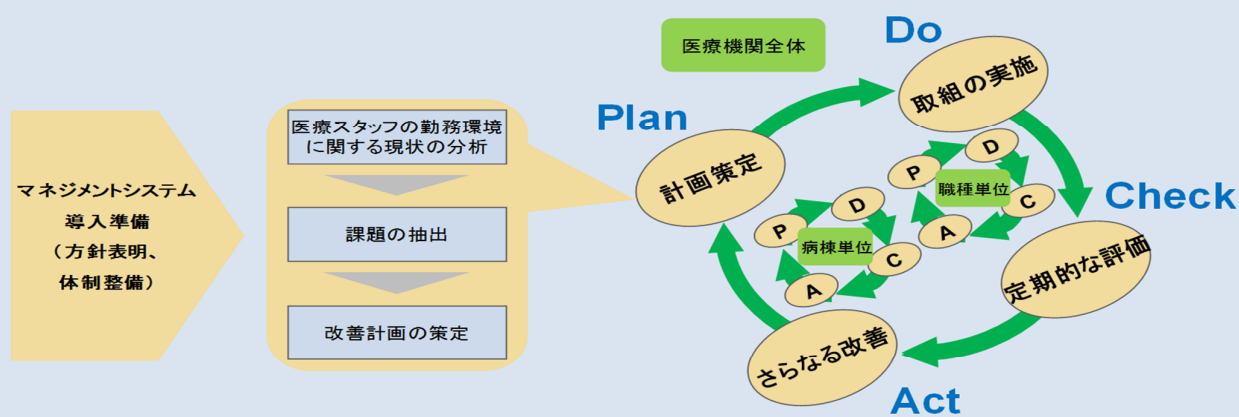 マネジメントシステム
導入準備
（方針表明、
体制整備）
医療スタッフの勤務環境
に関する現状の分析
課題の抽出
改善計画の策定
医療機関全体
Plan
計画策定
Do
取組の実施
Check
定期的な評価
Act
さらなる改善
P
D
C
A
病棟単位
P
D
C
A
職種単位